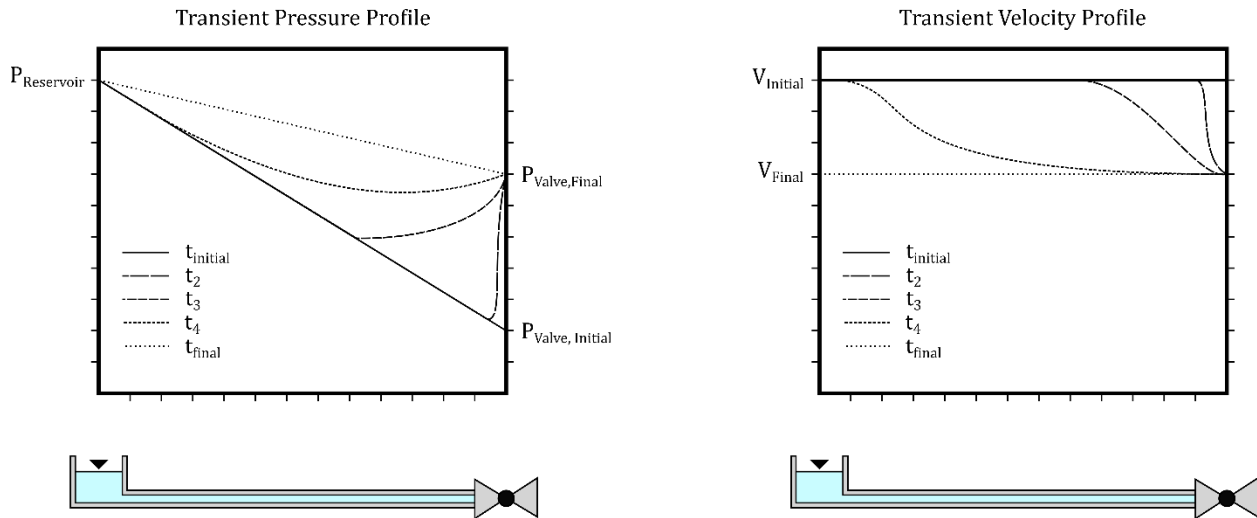 Transient Pressure Profile
P_Reservoir
P_Valve,Final
P_Valve, Initial
t_initial
t_2
t_3
t_4
t_final
Transient Velocity Profile
V_Initial
V_Final
t_initial
t_2
t_3
t_4
t_final